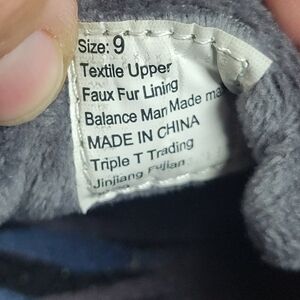 Size: 9
Textile Upper
Faux Fur Lining
Balance Man Made ma
MADE IN CHINA
Triple T Trading
Jinjiang Fujian